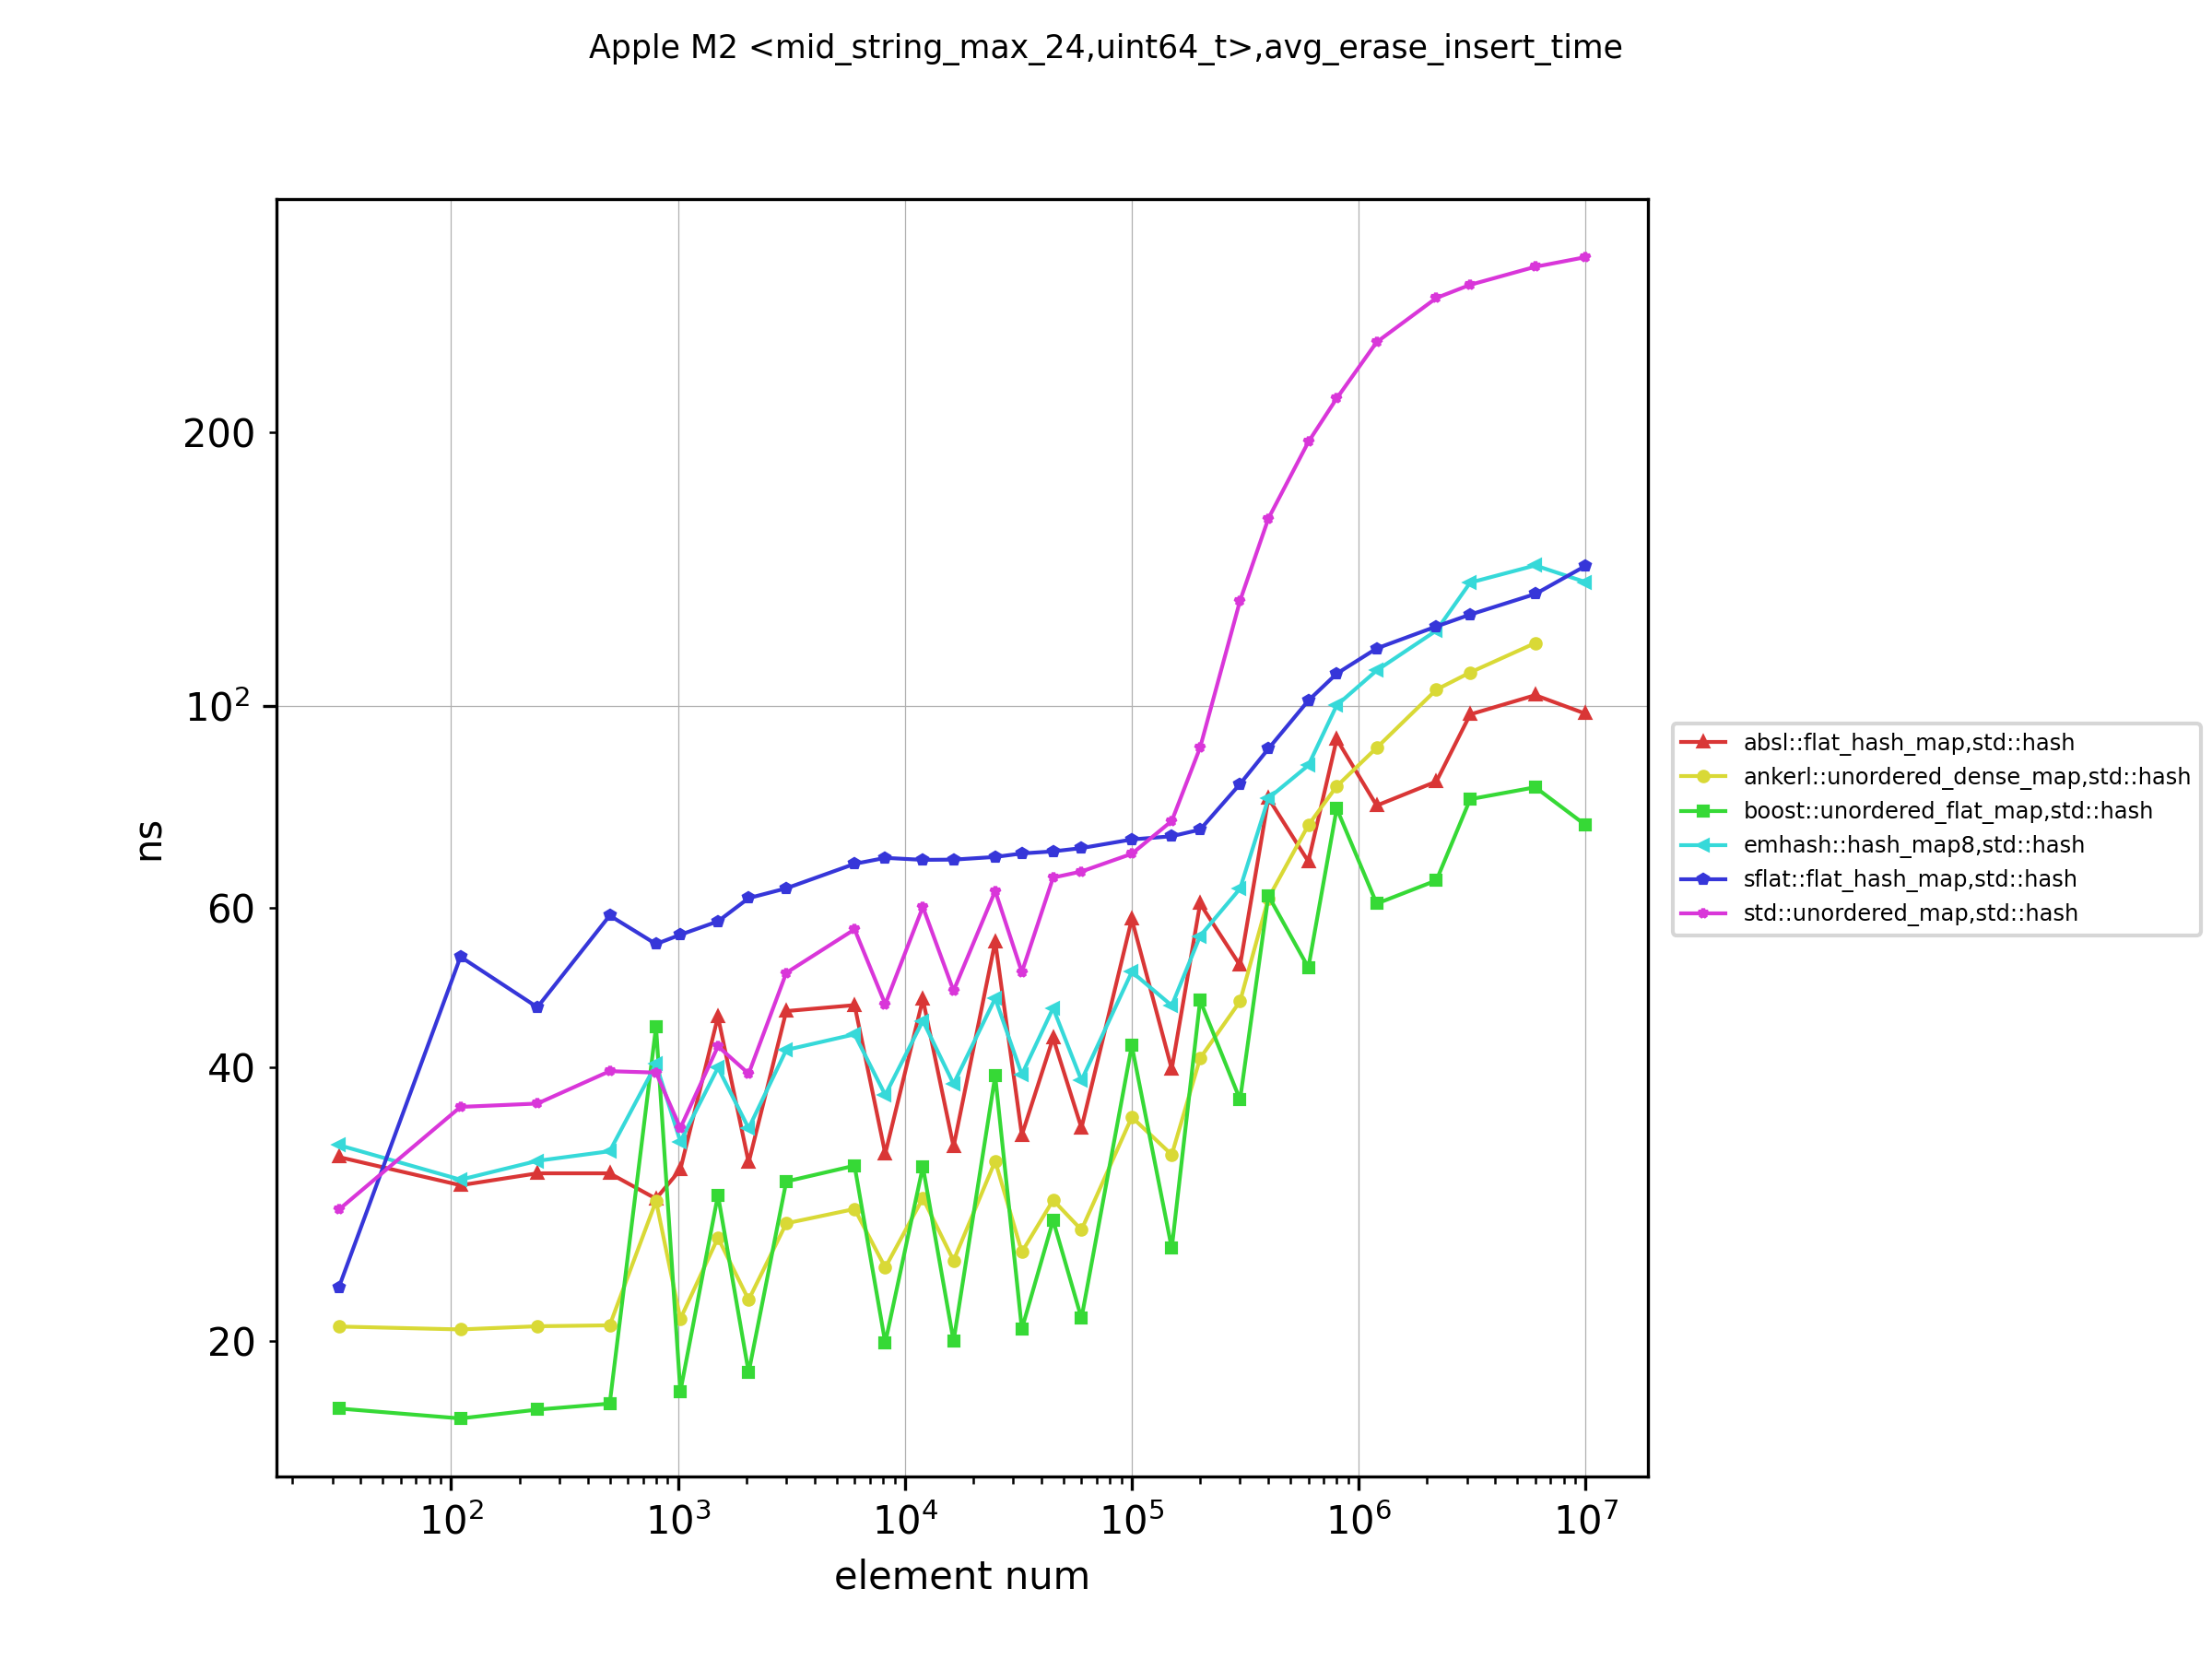 Apple M2 <mid_string_max_24,uint64_t>,avg_erase_insert_time
ns
200
10²
60
40
20
10² 10³ 10⁴ 10⁵ 10⁶ 10⁷
element num
absl::flat_hash_map,std::hash
ankerl::unordered_dense_map,std::hash
boost::unordered_flat_map,std::hash
emhash::hash_map8,std::hash
sflat::flat_hash_map,std::hash
std::unordered_map,std::hash